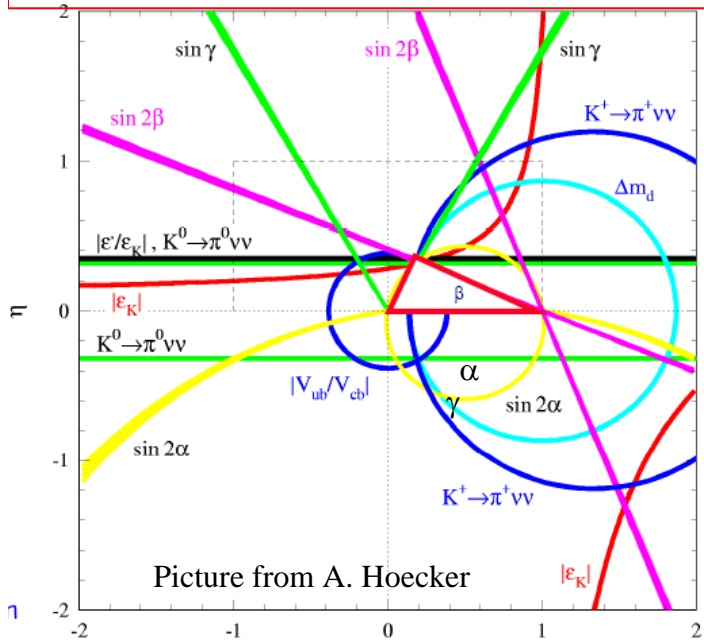 2
sin γ
sin 2β
sin γ
K⁺→π⁺νν
sin 2β
1
Δm_d
|ε'/ε_K| , K⁰→π⁰νν
β
η
0
|ε_K|
K⁰→π⁰νν
|V_ub/V_cb|
α
γ
sin 2α
sin 2α
-1
K⁺→π⁺νν
Picture from A. Hoecker
|ε_K|
-2
-2 -1 0 1 2